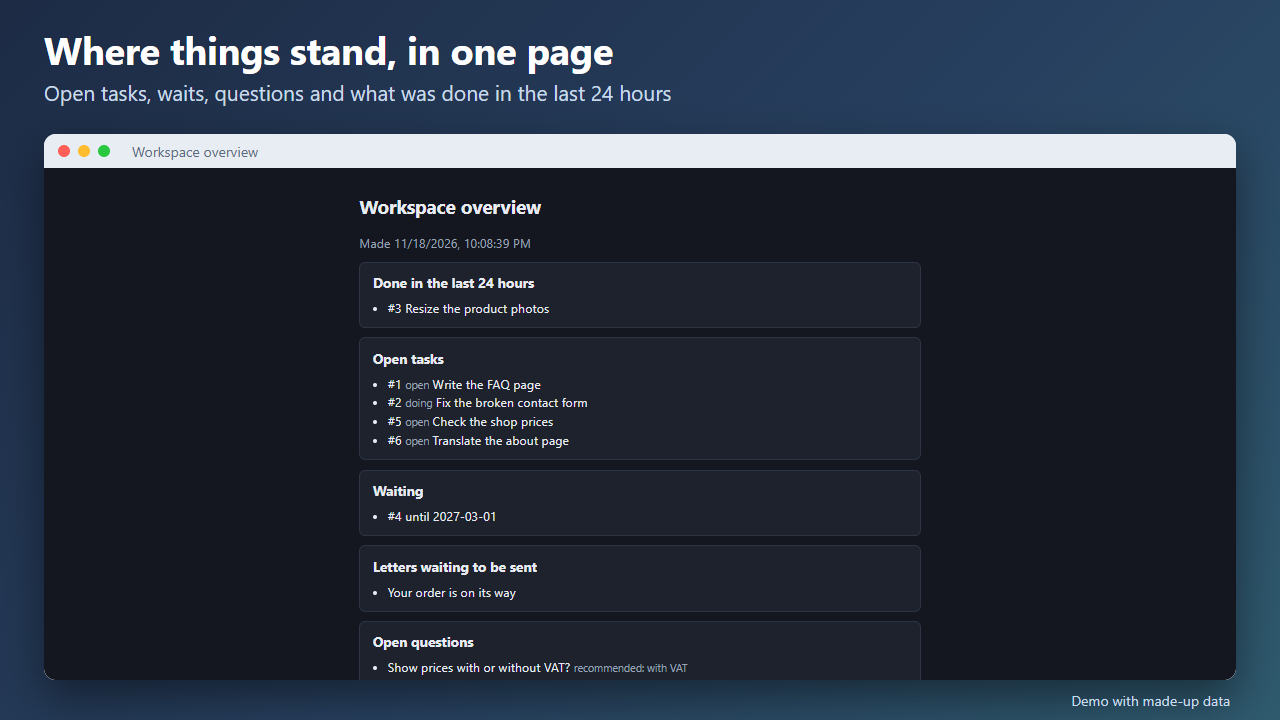 Where things stand, in one page
Open tasks, waits, questions and what was done in the last 24 hours
Workspace overview
Workspace overview
Made 11/18/2026, 10:08:39 PM
Done in the last 24 hours
#3 Resize the product photos
Open tasks
#1 open Write the FAQ page
#2 doing Fix the broken contact form
#5 open Check the shop prices
#6 open Translate the about page
Waiting
#4 until 2027-03-01
Letters waiting to be sent
Your order is on its way
Open questions
Show prices with or without VAT? recommended: with VAT
Demo with made-up data